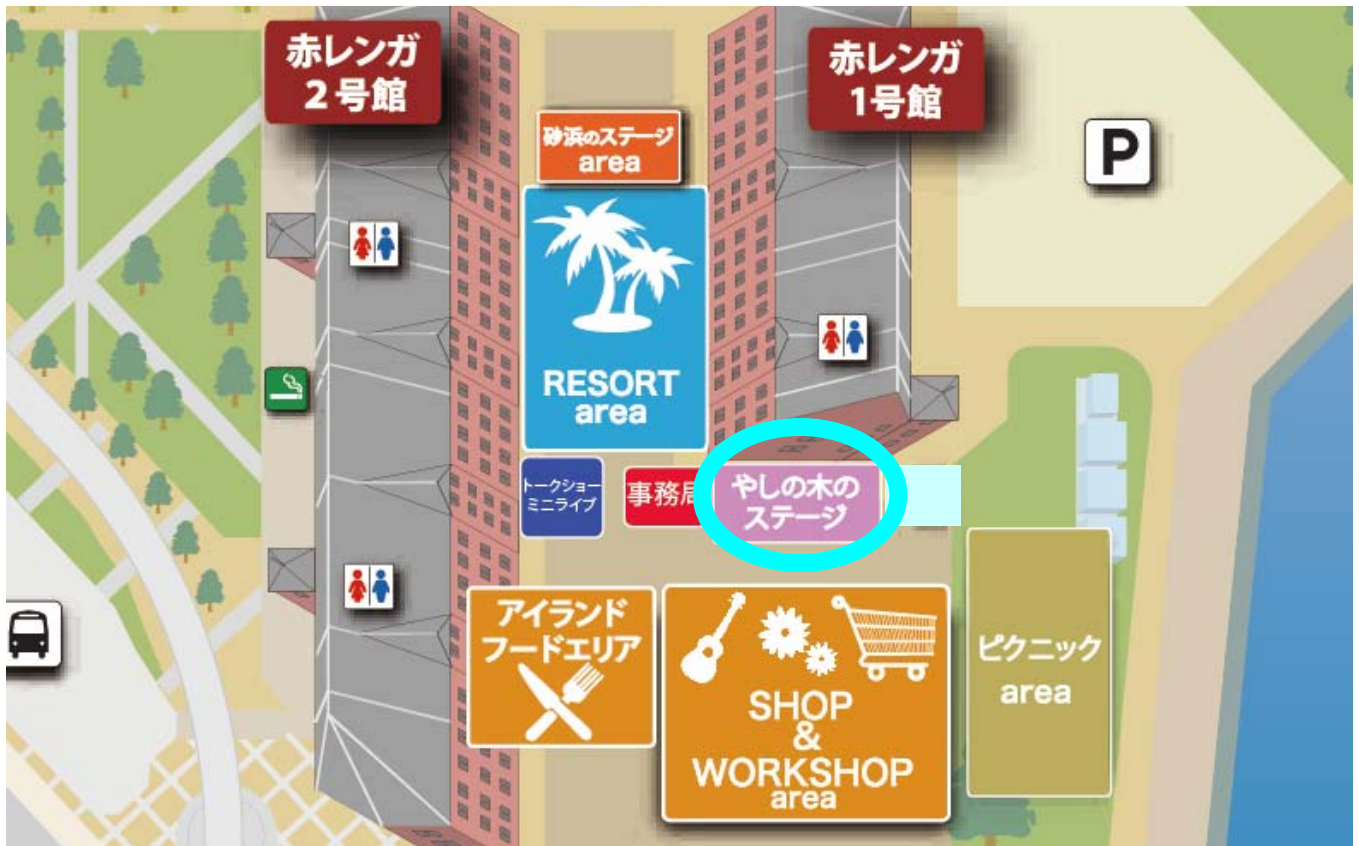 赤レンガ
2号館
赤レンガ
1号館
P
砂浜のステージ
area
RESORT
area
トークショー
ミニライブ
事務局
やしの木の
ステージ
アイランド
フードエリア
SHOP
&
WORKSHOP
area
ピクニック
area